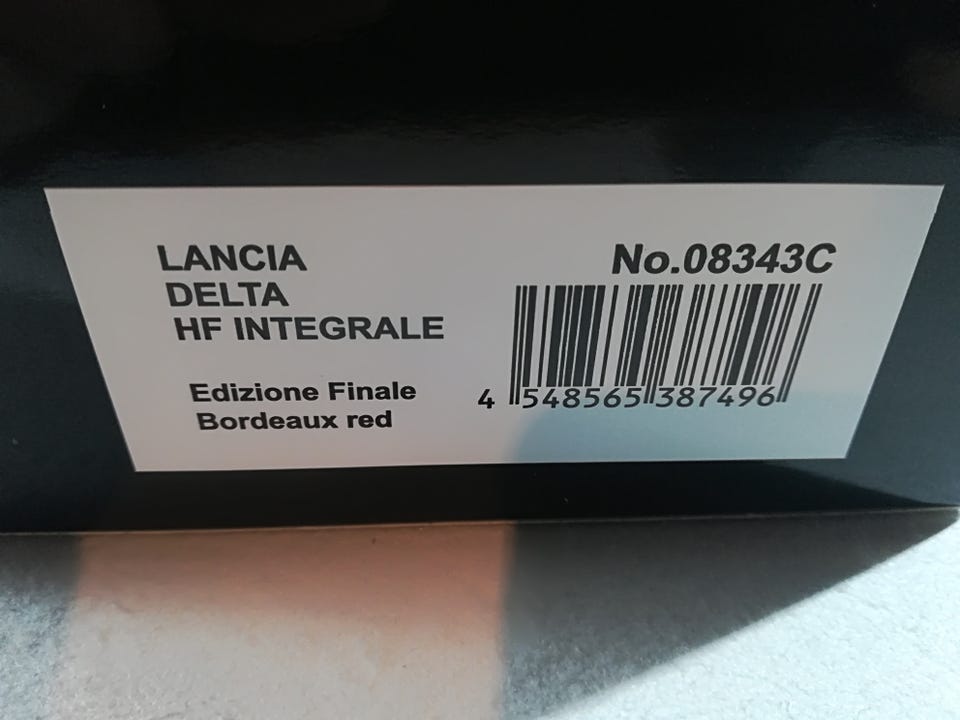 LANCIA
DELTA
HF INTEGRALE
Edizione Finale
Bordeaux red
No.08343C
4 548565 387496